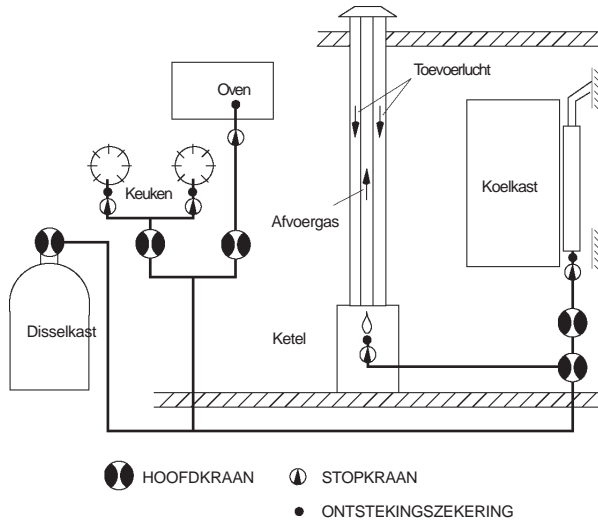 Toevoerlucht
Oven
Keuken
Koelkast
Afvoergas
Disselkast
Ketel
HOOFDKRAAN
STOPKRAAN
ONTSTEKINGSZEKERING